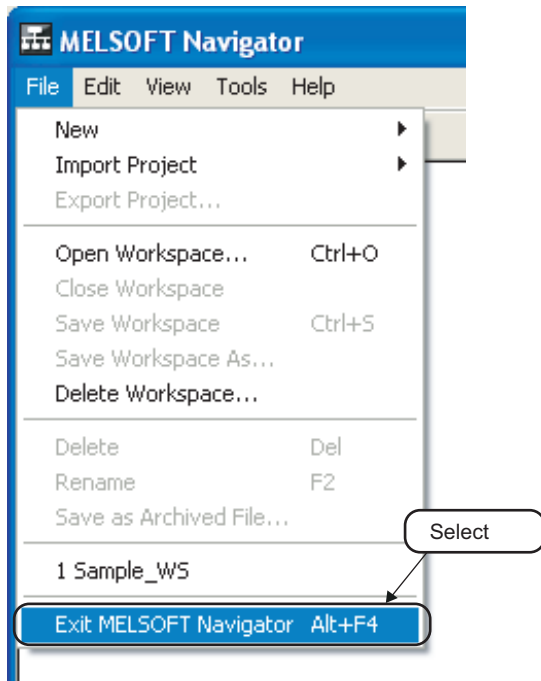 MELSOFT Navigator
File Edit View Tools Help
New
Import Project
Export Project...
Open Workspace... Ctrl+O
Close Workspace
Save Workspace Ctrl+S
Save Workspace As...
Delete Workspace...
Delete Del
Rename F2
Save as Archived File...
Select
1 Sample_WS
Exit MELSOFT Navigator Alt+F4